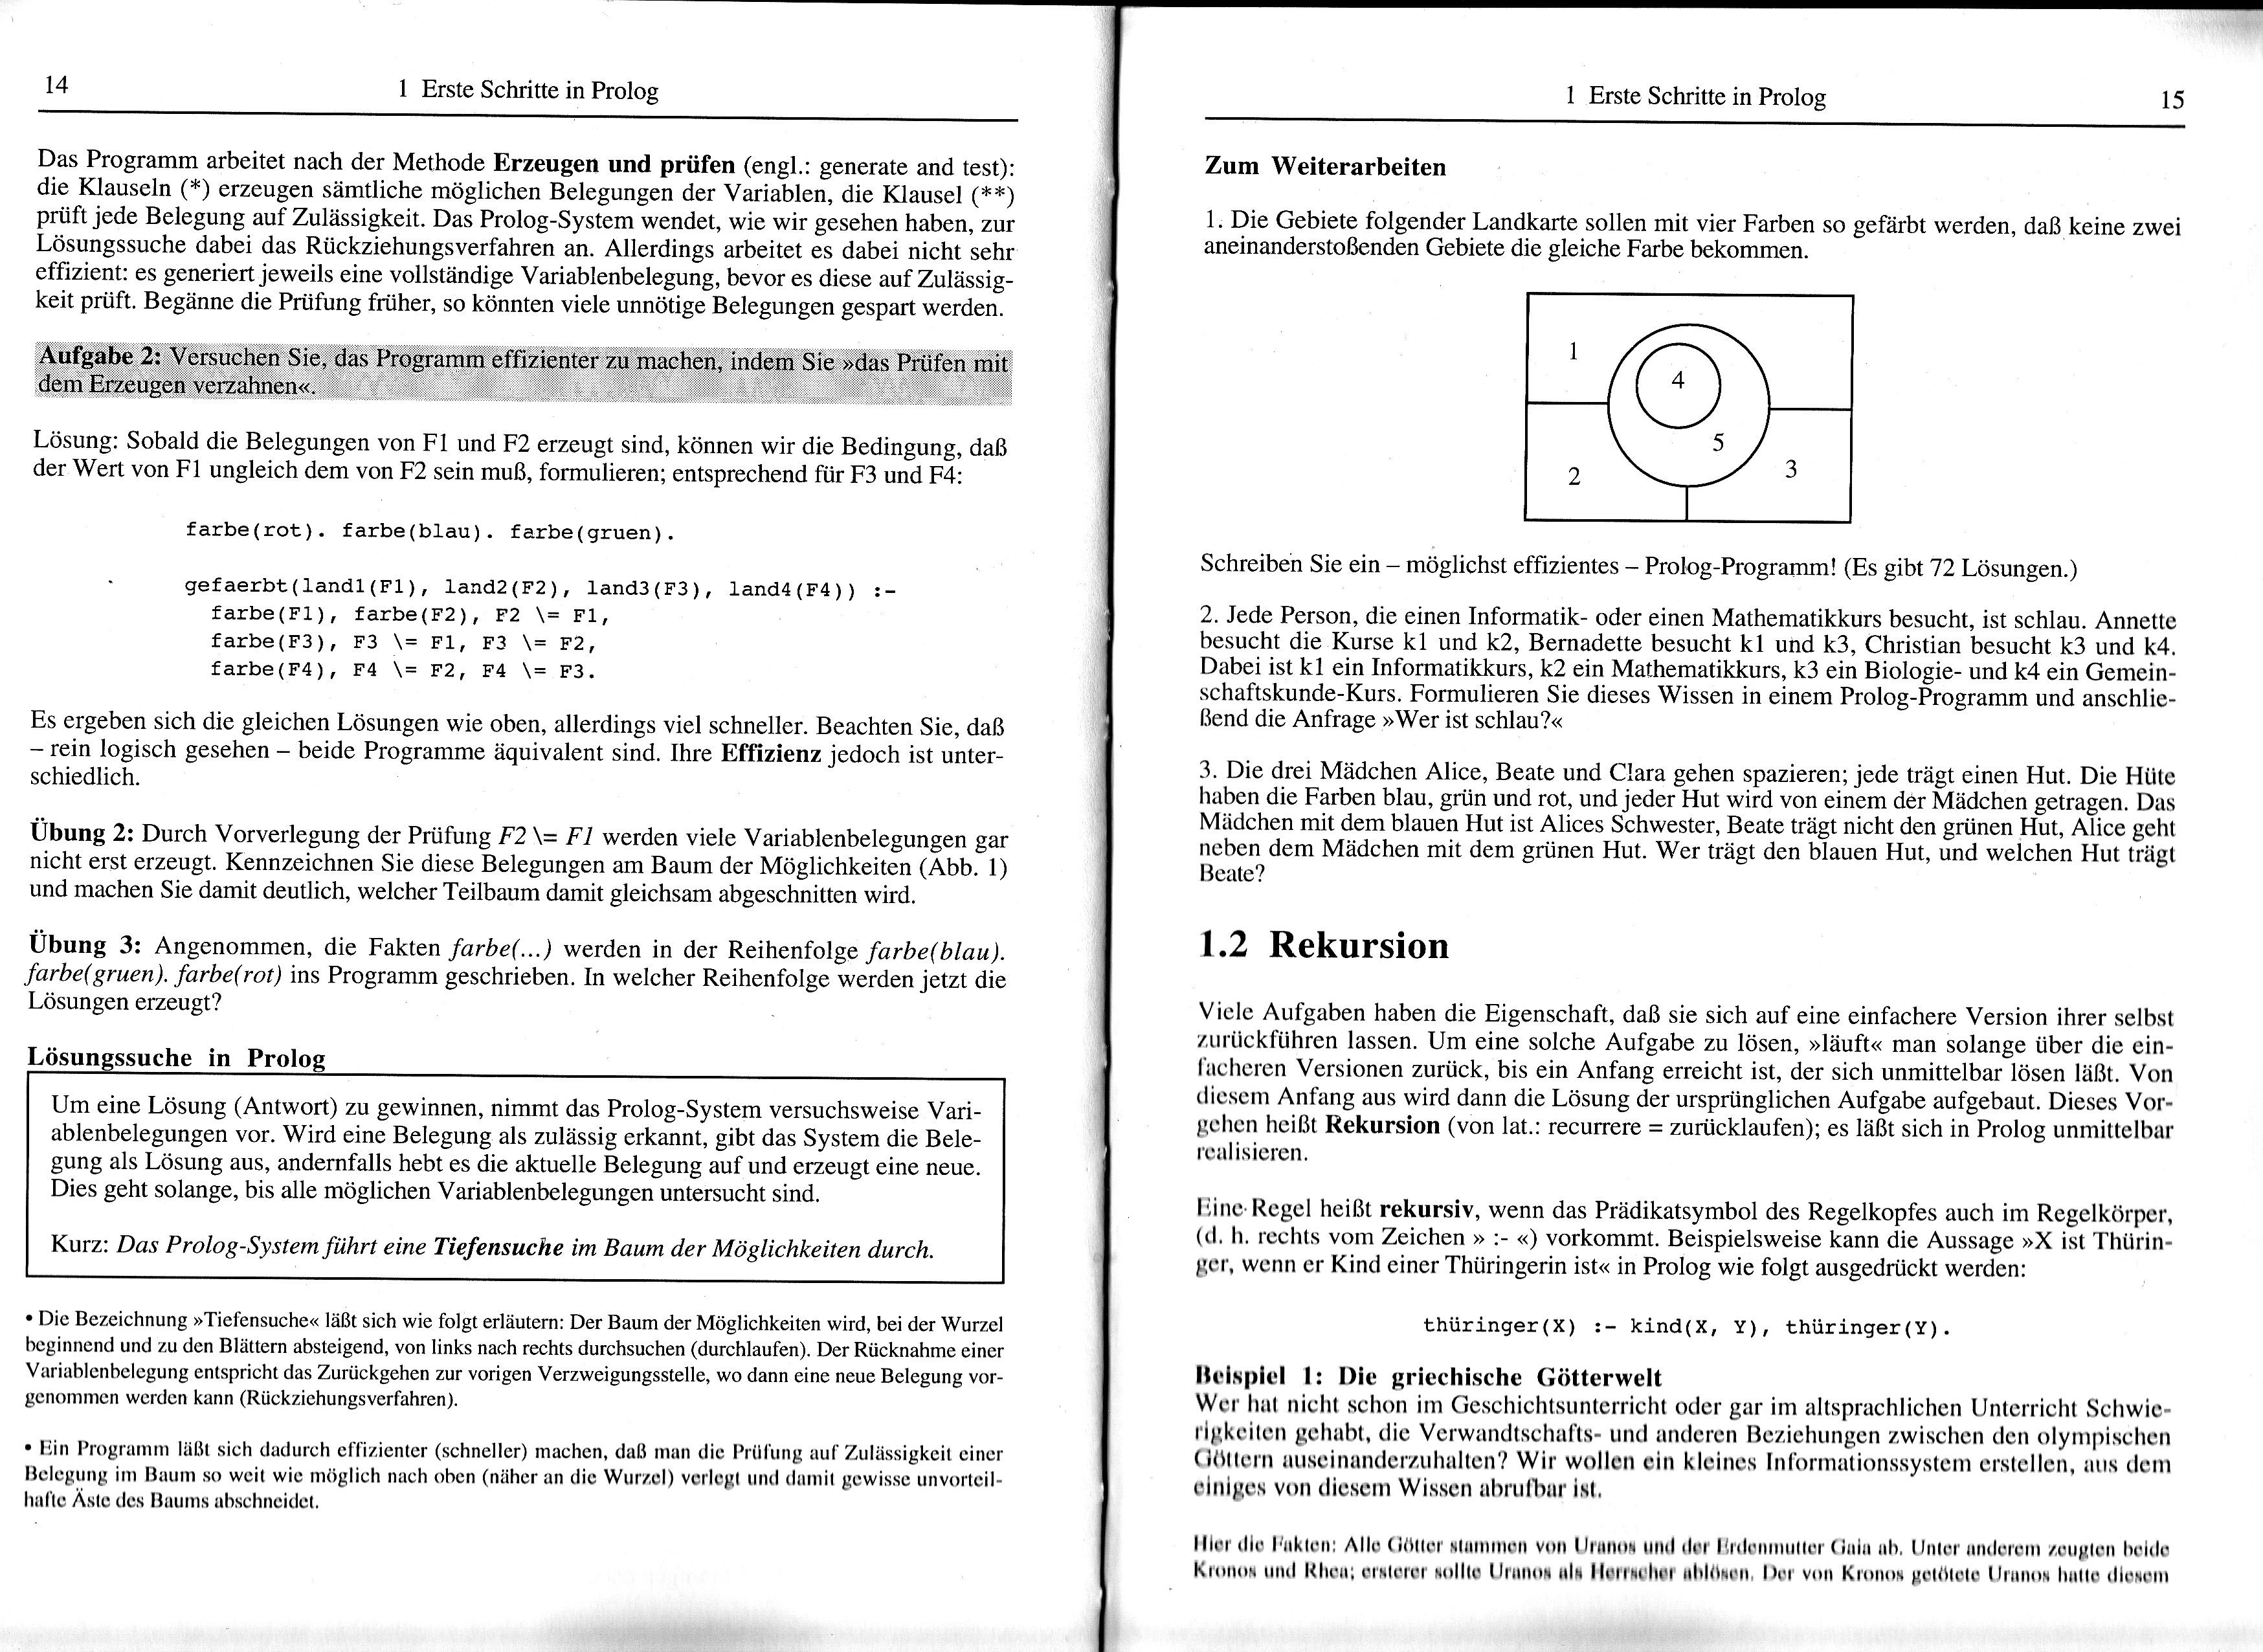 14
1 Erste Schritte in Prolog
Das Programm arbeitet nach der Methode Erzeugen und prüfen (engl.: generate and test):
die Klauseln (*) erzeugen sämtliche möglichen Belegungen der Variablen, die Klausel (**)
prüft jede Belegung auf Zulässigkeit. Das Prolog-System wendet, wie wir gesehen haben, zur
Lösungssuche dabei das Rückziehungsverfahren an. Allerdings arbeitet es dabei nicht sehr
effizient: es generiert jeweils eine vollständige Variablenbelegung, bevor es diese auf Zulässig-
keit prüft. Begänne die Prüfung früher, so könnten viele unnötige Belegungen gespart werden.
Aufgabe 2: Versuchen Sie, das Programm effizienter zu machen, indem Sie »das Prüfen mit
dem Erzeugen verzahnen«.
Lösung: Sobald die Belegungen von F1 und F2 erzeugt sind, können wir die Bedingung, daß
der Wert von F1 ungleich dem von F2 sein muß, formulieren; entsprechend für F3 und F4:
farbe(rot). farbe(blau). farbe(gruen).
gefaerbt(land1(F1), land2(F2), land3(F3), land4(F4)) :-
farbe(F1), farbe(F2), F2 \= F1,
farbe(F3), F3 \= F1, F3 \= F2,
farbe(F4), F4 \= F2, F4 \= F3.
Es ergeben sich die gleichen Lösungen wie oben, allerdings viel schneller. Beachten Sie, daß
– rein logisch gesehen – beide Programme äquivalent sind. Ihre Effizienz jedoch ist unter-
schiedlich.
Übung 2: Durch Vorverlegung der Prüfung F2 \= F1 werden viele Variablenbelegungen gar
nicht erst erzeugt. Kennzeichnen Sie diese Belegungen am Baum der Möglichkeiten (Abb. 1)
und machen Sie damit deutlich, welcher Teilbaum damit gleichsam abgeschnitten wird.
Übung 3: Angenommen, die Fakten farbe(...) werden in der Reihenfolge farbe(blau).
farbe(gruen). farbe(rot) ins Programm geschrieben. In welcher Reihenfolge werden jetzt die
Lösungen erzeugt?
Lösungssuche in Prolog
Um eine Lösung (Antwort) zu gewinnen, nimmt das Prolog-System versuchsweise Vari-
ablenbelegungen vor. Wird eine Belegung als zulässig erkannt, gibt das System die Bele-
gung als Lösung aus, andernfalls hebt es die aktuelle Belegung auf und erzeugt eine neue.
Dies geht solange, bis alle möglichen Variablenbelegungen untersucht sind.
Kurz: Das Prolog-System führt eine Tiefensuche im Baum der Möglichkeiten durch.
• Die Bezeichnung »Tiefensuche« läßt sich wie folgt erläutern: Der Baum der Möglichkeiten wird, bei der Wurzel
beginnend und zu den Blättern absteigend, von links nach rechts durchsuchen (durchlaufen). Der Rücknahme einer
Variablenbelegung entspricht das Zurückgehen zur vorigen Verzweigungsstelle, wo dann eine neue Belegung vor-
genommen werden kann (Rückziehungsverfahren).
• Ein Programm läßt sich dadurch effizienter (schneller) machen, daß man die Prüfung auf Zulässigkeit einer
Belegung im Baum so weit wie möglich nach oben (näher an die Wurzel) verlegt und damit gewisse unvorteil-
hafte Äste des Baums abschneidet.
1 Erste Schritte in Prolog
15
Zum Weiterarbeiten
1. Die Gebiete folgender Landkarte sollen mit vier Farben so gefärbt werden, daß keine zwei
aneinanderstoßenden Gebiete die gleiche Farbe bekommen.
1
4
5
2
3
Schreiben Sie ein – möglichst effizientes – Prolog-Programm! (Es gibt 72 Lösungen.)
2. Jede Person, die einen Informatik- oder einen Mathematikkurs besucht, ist schlau. Annette
besucht die Kurse k1 und k2, Bernadette besucht k1 und k3, Christian besucht k3 und k4.
Dabei ist k1 ein Informatikkurs, k2 ein Mathematikkurs, k3 ein Biologie- und k4 ein Gemein-
schaftskunde-Kurs. Formulieren Sie dieses Wissen in einem Prolog-Programm und anschlie-
ßend die Anfrage »Wer ist schlau?«
3. Die drei Mädchen Alice, Beate und Clara gehen spazieren; jede trägt einen Hut. Die Hüte
haben die Farben blau, grün und rot, und jeder Hut wird von einem der Mädchen getragen. Das
Mädchen mit dem blauen Hut ist Alices Schwester, Beate trägt nicht den grünen Hut, Alice geht
neben dem Mädchen mit dem grünen Hut. Wer trägt den blauen Hut, und welchen Hut trägt
Beate?
1.2 Rekursion
Viele Aufgaben haben die Eigenschaft, daß sie sich auf eine einfachere Version ihrer selbst
zurückführen lassen. Um eine solche Aufgabe zu lösen, »läuft« man solange über die ein-
facheren Versionen zurück, bis ein Anfang erreicht ist, der sich unmittelbar lösen läßt. Von
diesem Anfang aus wird dann die Lösung der ursprünglichen Aufgabe aufgebaut. Dieses Vor-
gehen heißt Rekursion (von lat.: recurrere = zurücklaufen); es läßt sich in Prolog unmittelbar
realisieren.
Eine Regel heißt rekursiv, wenn das Prädikatsymbol des Regelkopfes auch im Regelkörper,
(d. h. rechts vom Zeichen » :- «) vorkommt. Beispielsweise kann die Aussage »X ist Thürin-
ger, wenn er Kind einer Thüringerin ist« in Prolog wie folgt ausgedrückt werden:
thüringer(X) :- kind(X, Y), thüringer(Y).
Beispiel 1: Die griechische Götterwelt
Wer hat nicht schon im Geschichtsunterricht oder gar im altsprachlichen Unterricht Schwie-
rigkeiten gehabt, die Verwandtschafts- und anderen Beziehungen zwischen den olympischen
Göttern auseinanderzuhalten? Wir wollen ein kleines Informationssystem erstellen, aus dem
einiges von diesem Wissen abrufbar ist.
Hier die Fakten: Alle Götter stammen von Uranos und der Erdenmutter Gaia ab. Unter anderem zeugten beide
Kronos und Rhea; ersterer sollte Uranos als Herrscher ablösen. Der von Kronos getötete Uranos hatte diesem